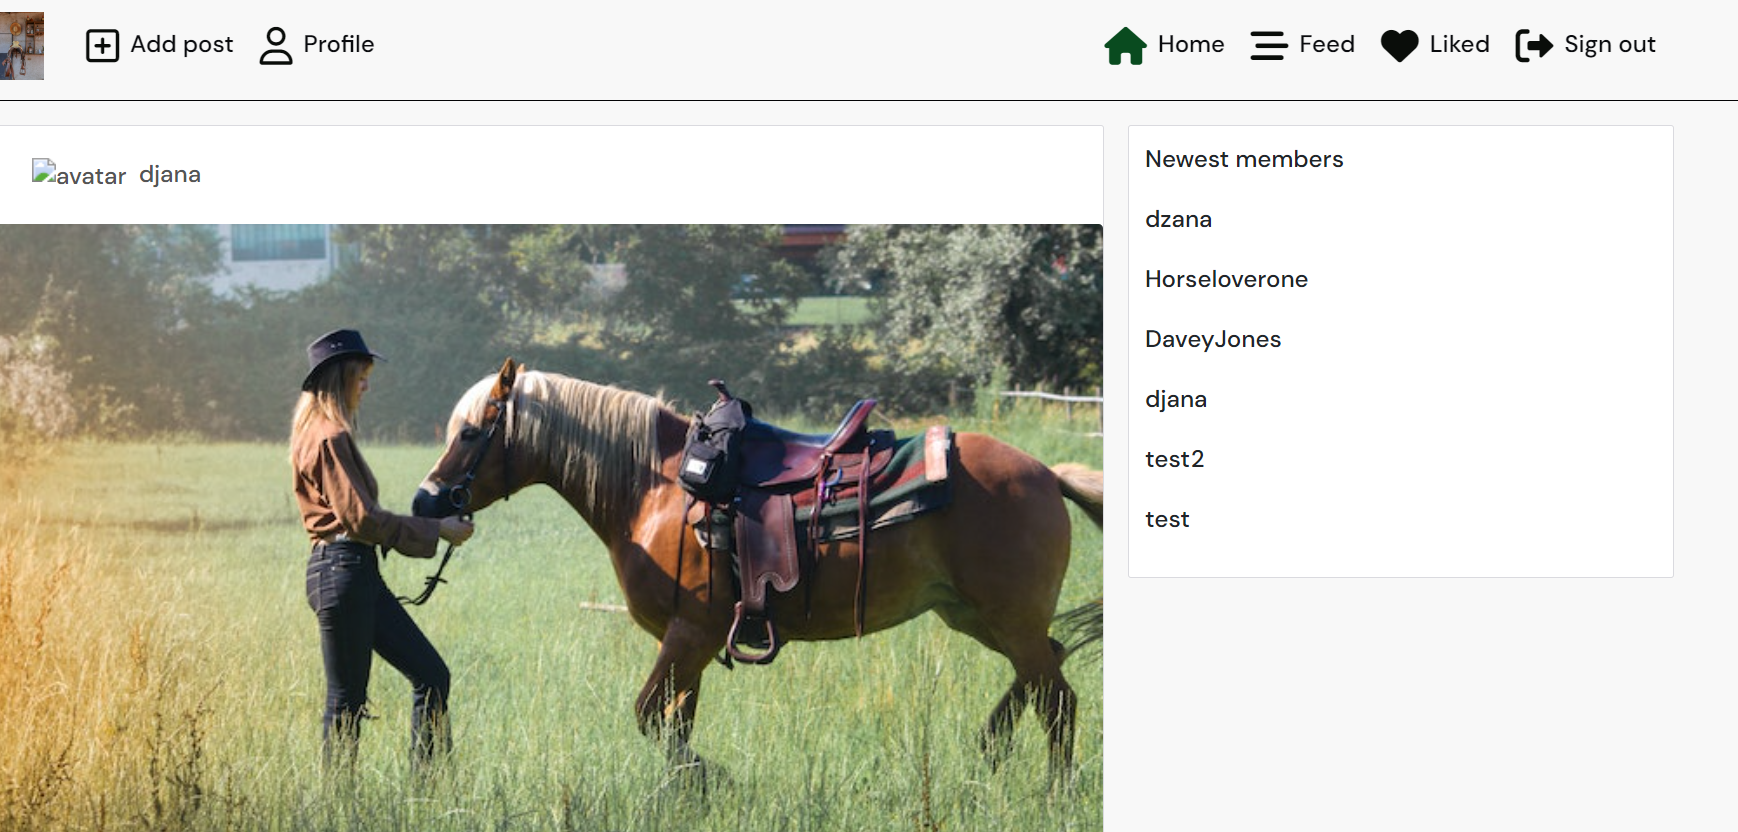 Add post Profile Home Feed Liked Sign out
avatar djana
Newest members
dzana
Horseloverone
DaveyJones
djana
test2
test